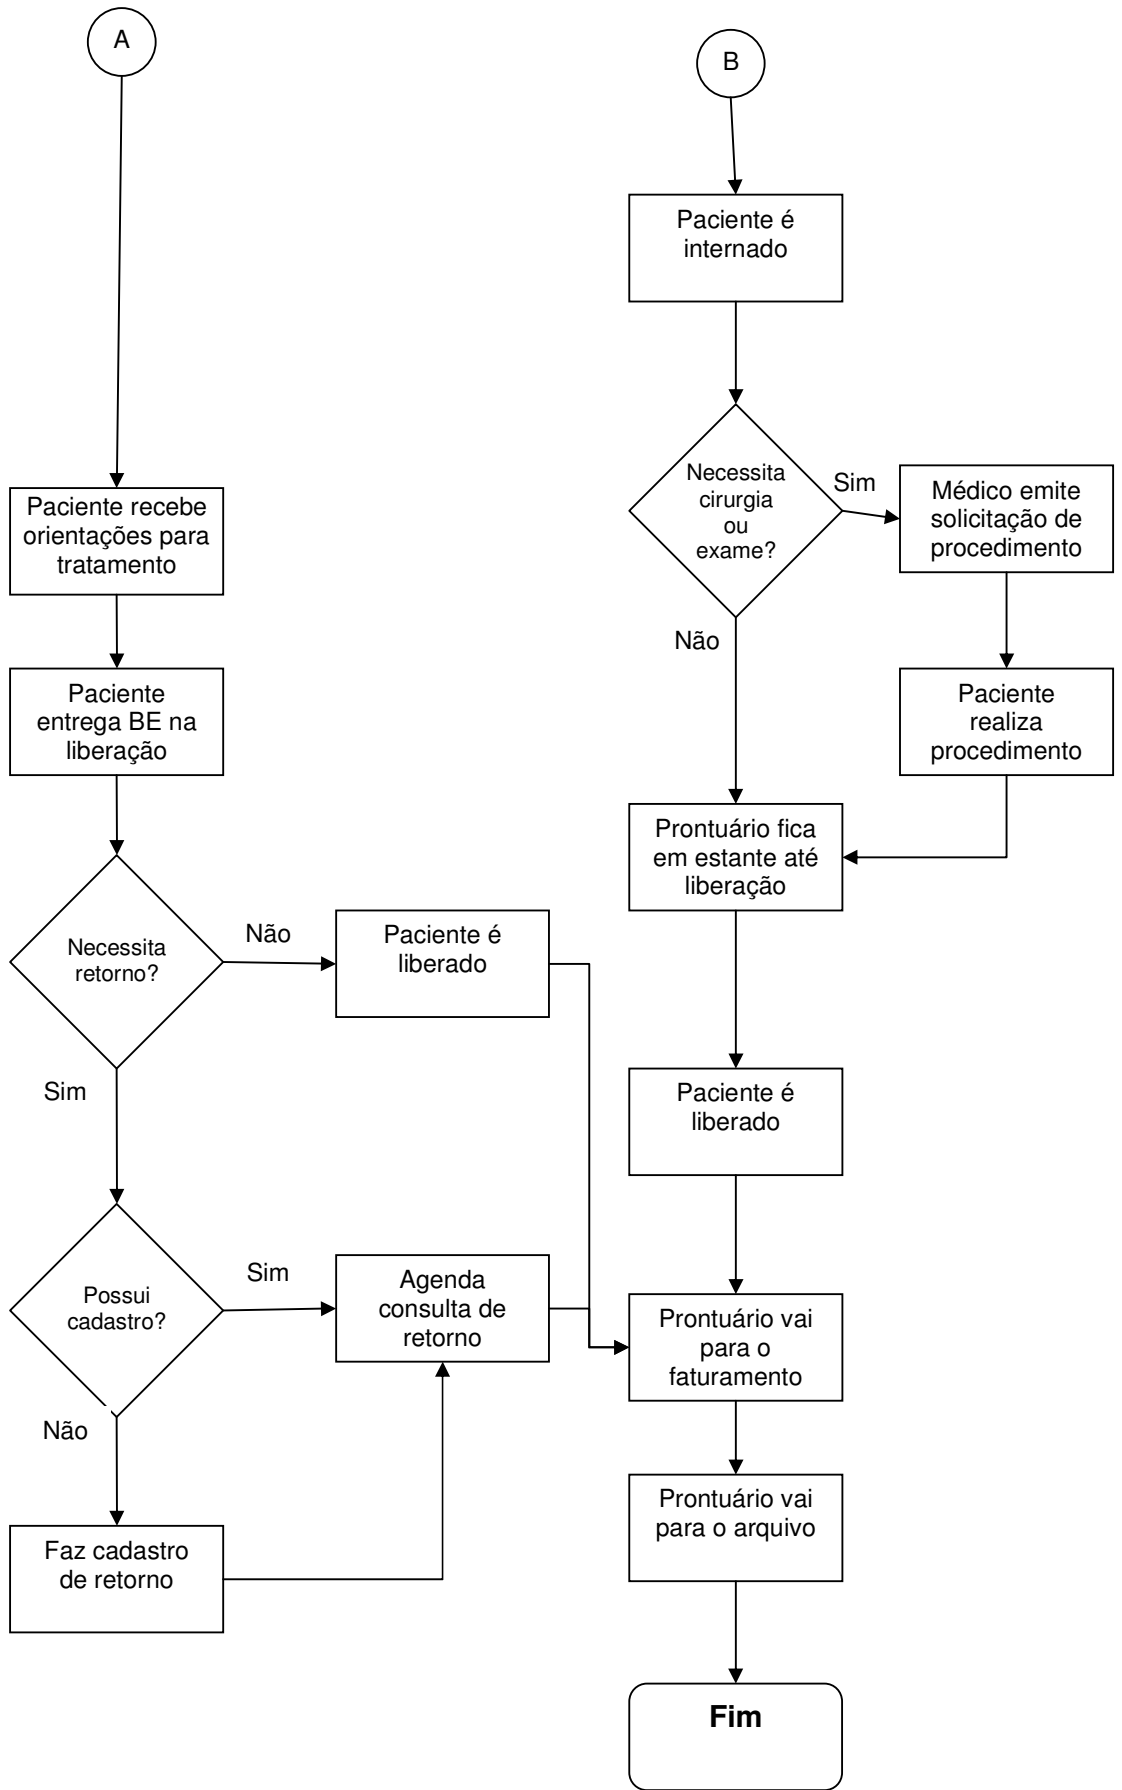 A
Paciente recebe
orientações para
tratamento
Paciente
entrega BE na
liberação
Necessita
retorno?
Não
Paciente é
liberado
Sim
Possui
cadastro?
Sim
Agenda
consulta de
retorno
Não
Faz cadastro
de retorno
B
Paciente é
internado
Necessita
cirurgia
ou
exame?
Sim
Médico emite
solicitação de
procedimento
Não
Paciente
realiza
procedimento
Prontuário fica
em estante até
liberação
Paciente é
liberado
Prontuário vai
para o
faturamento
Prontuário vai
para o arquivo
Fim